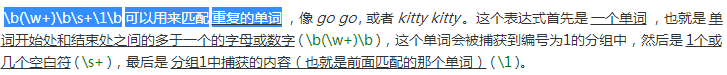 \b(\w+)\b\s+\1\b 可以用来匹配 重复的单词 ，像 go go, 或者 kitty kitty 。这个表达式首先是 一个单词 ，也就是 单
词开始处和结束处之间的多于一个的字母或数字 ( \b(\w+)\b )，这个单词会被捕获到编号为1的分组中，然后是 1个或
几个空白符 ( \s+ )，最后是 分组1中捕获的内容（也就是前面匹配的那个单词） ( \1 )。